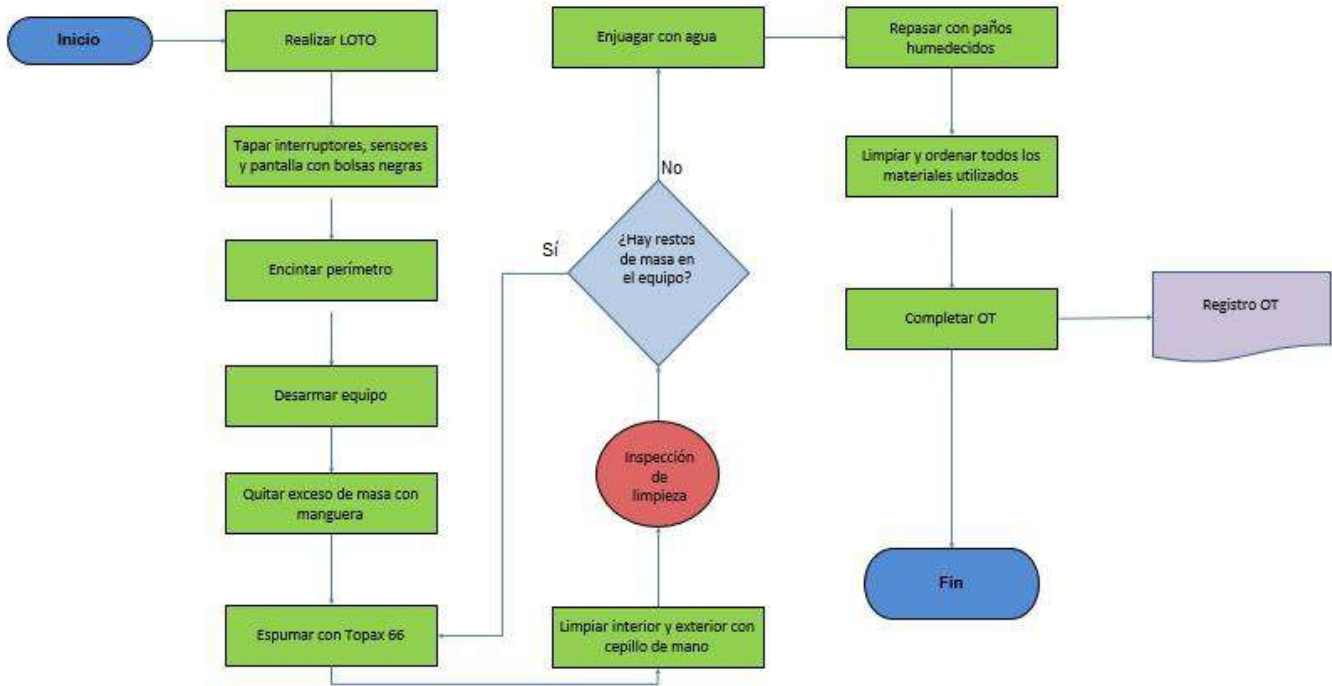 Inicio
Realizar LOTO
Tapar interruptores, sensores
y pantalla con bolsas negras
Encintar perímetro
Desarmar equipo
Quitar exceso de masa con
manguera
Espumar con Topax 66
Limpiar interior y exterior con
cepillo de mano
Inspección
de
limpieza
¿Hay restos
de masa en
el equipo?
Sí
No
Enjuagar con agua
Repasar con paños
humedecidos
Limpiar y ordenar todos los
materiales utilizados
Completar OT
Registro OT
Fin